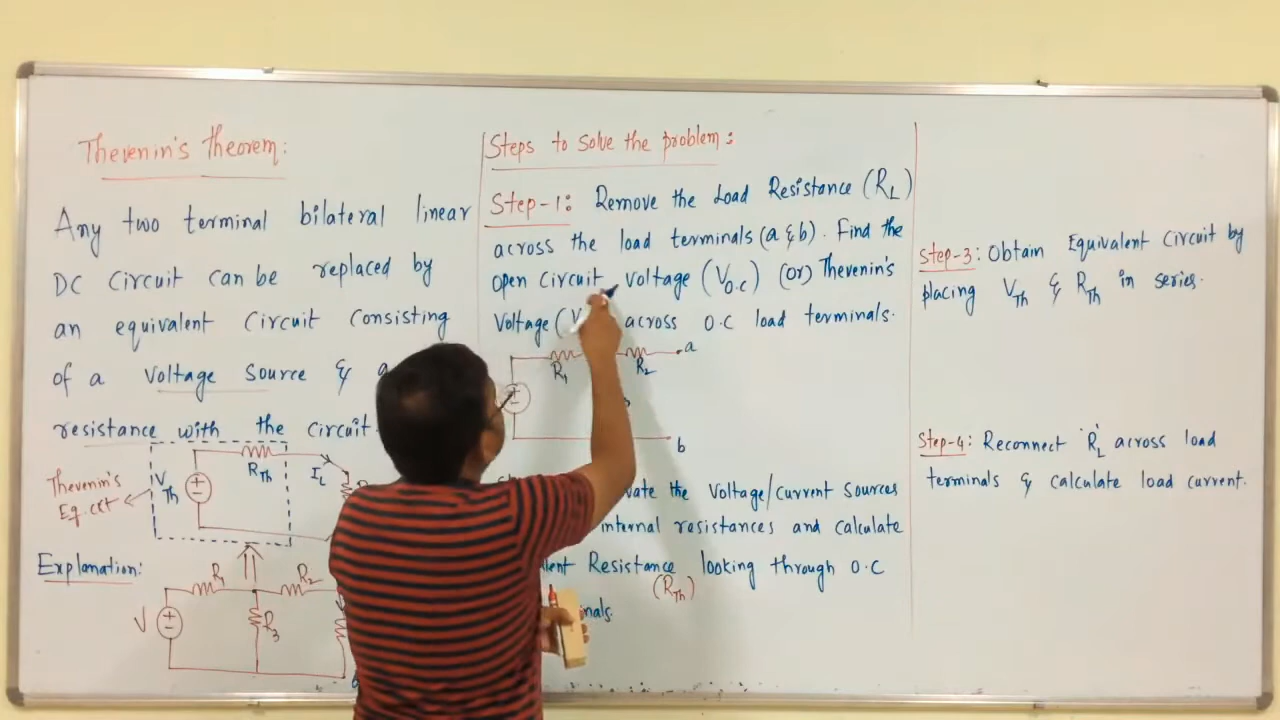 Thevenin's Theorem:
Any two terminal bilateral linear
DC circuit can be replaced by
an equivalent circuit consisting
of a voltage source & a
resistance with the circuit
Thevenin's
Eq. ckt
VTh
RTh
IL
Explanation:
V
R1
R2
R3
Steps to solve the problem:
Step-1: Remove the Load Resistance (RL)
across the load terminals (a & b). Find the
open circuit voltage (VO.C) (or) Thevenin's
Voltage (V across O.C load terminals.
R1
R2
a
b
the Voltage/current sources
internal resistances and calculate
Resistance looking through O.C
(RTh)
Step-3: Obtain Equivalent Circuit by
placing VTh & RTh in series.
Step-4: Reconnect 'RL' across load
terminals & calculate load current.